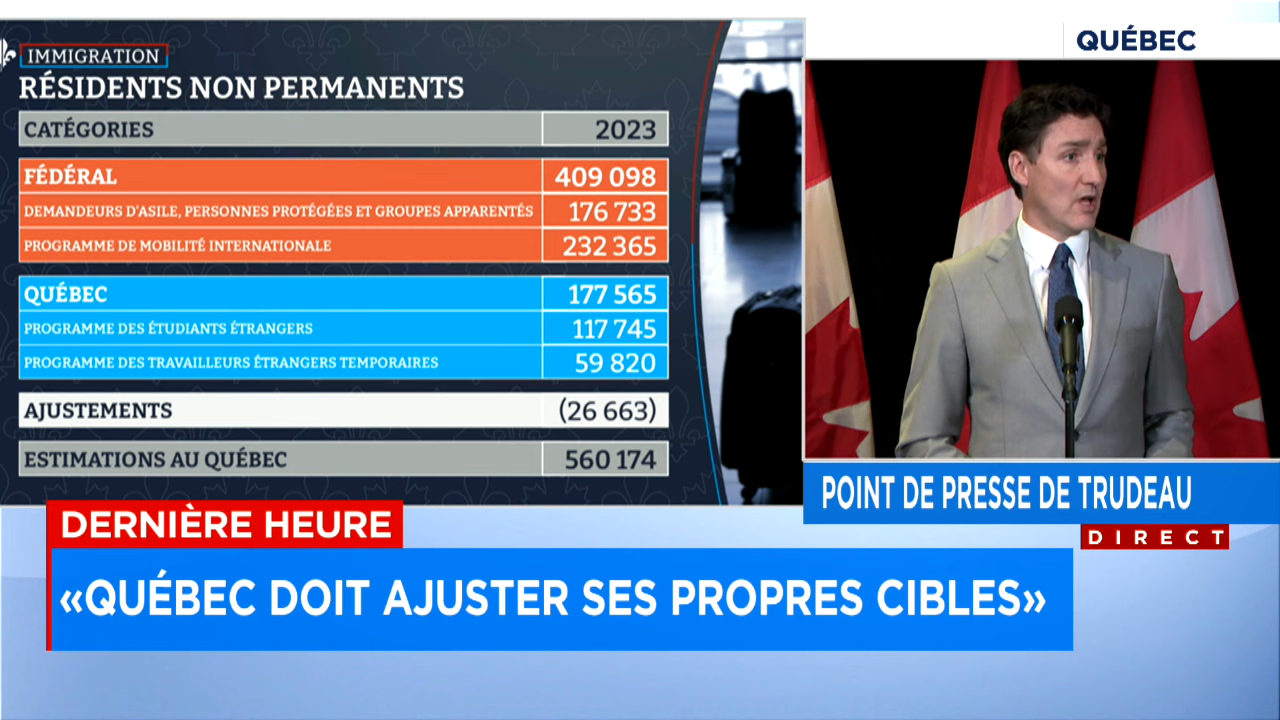 IMMIGRATION
RÉSIDENTS NON PERMANENTS
CATÉGORIES 2023
FÉDÉRAL 409 098
DEMANDEURS D'ASILE, PERSONNES PROTÉGÉES ET GROUPES APPARENTÉS 176 733
PROGRAMME DE MOBILITÉ INTERNATIONALE 232 365
QUÉBEC 177 565
PROGRAMME DES ÉTUDIANTS ÉTRANGERS 117 745
PROGRAMME DES TRAVAILLEURS ÉTRANGERS TEMPORAIRES 59 820
AJUSTEMENTS (26 663)
ESTIMATIONS AU QUÉBEC 560 174
QUÉBEC
POINT DE PRESSE DE TRUDEAU
DIRECT
DERNIÈRE HEURE
«QUÉBEC DOIT AJUSTER SES PROPRES CIBLES»